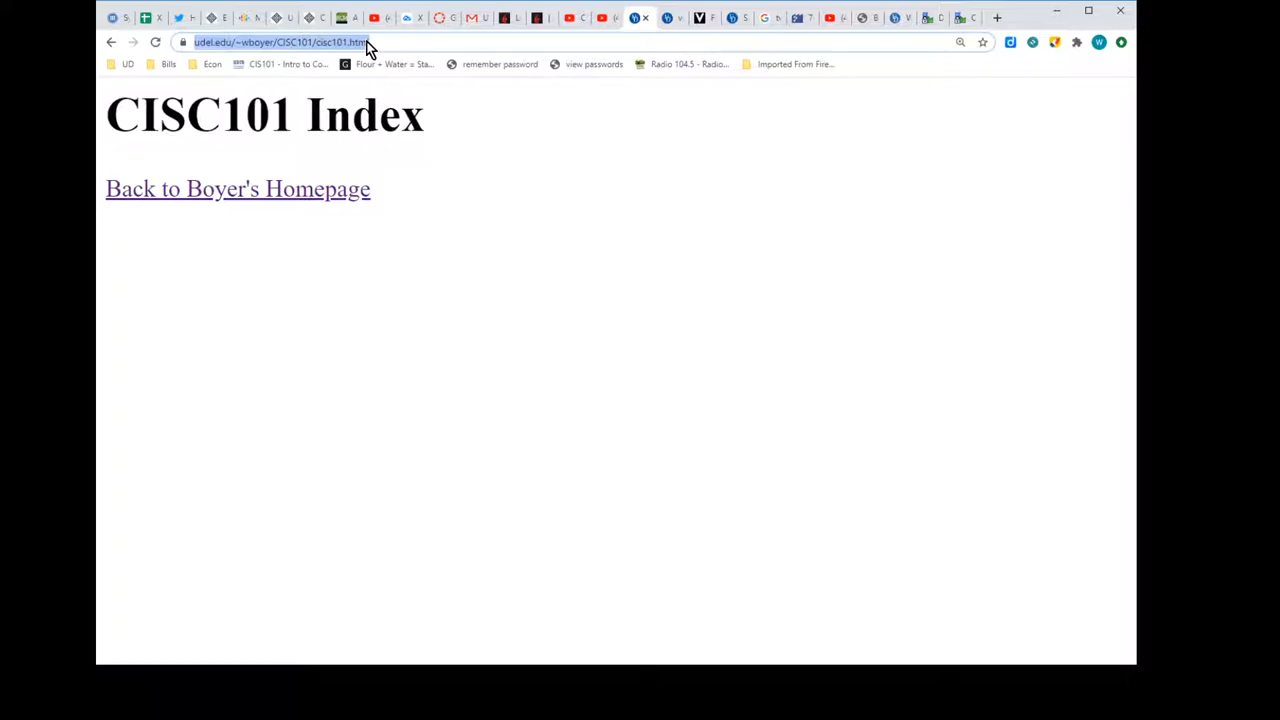 S X H E M U C A ( X G M U L I C ( v F S G 7 ( B V D C
udel.edu/~wboyer/CISC101/cisc101.htm
W
UD Bills Econ CIS101 - Intro to Co... Flour + Water = Sta... remember password view passwords Radio 104.5 - Radio... Imported From Fire...
CISC101 Index
Back to Boyer's Homepage